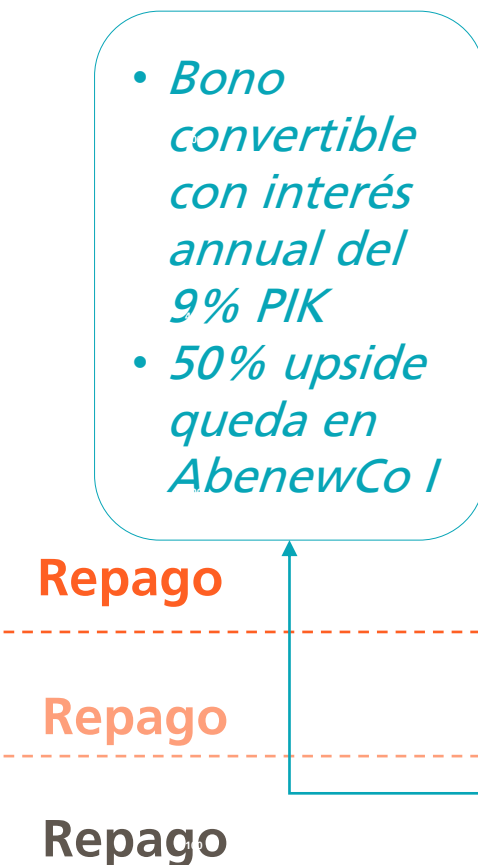 • Bono
convertible
con interés
annual del
9% PIK
• 50% upside
queda en
AbenewCo I
Repago
Repago
Repago